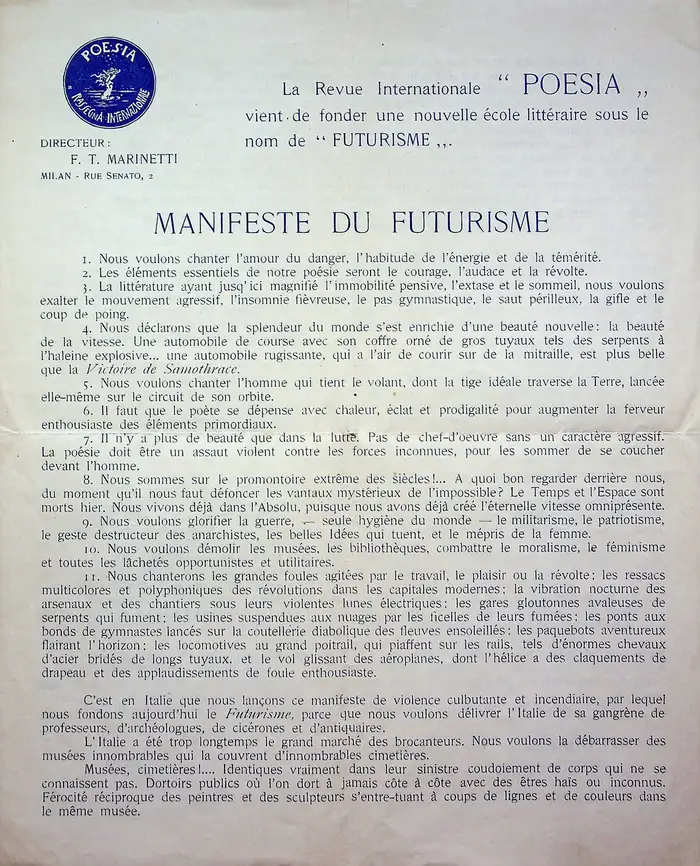 POESIA
RASSEGNA INTERNAZIONALE
DIRECTEUR:
F. T. MARINETTI
MILAN - RUE SENATO, 2
La Revue Internationale “ POESIA „
vient de fonder une nouvelle école littéraire sous le
nom de “ FUTURISME „.
MANIFESTE DU FUTURISME
1. Nous voulons chanter l'amour du danger, l'habitude de l'énergie et de la témérité.
2. Les éléments essentiels de notre poésie seront le courage, l'audace et la révolte.
3. La littérature ayant jusq'ici magnifié l'immobilité pensive, l'extase et le sommeil, nous voulons
exalter le mouvement agressif, l'insomnie fièvreuse, le pas gymnastique, le saut périlleux, la gifle et le
coup de poing.
4. Nous déclarons que la splendeur du monde s'est enrichie d'une beauté nouvelle: la beauté
de la vitesse. Une automobile de course avec son coffre orné de gros tuyaux tels des serpents à
l'haleine explosive... une automobile rugissante, qui a l'air de courir sur de la mitraille, est plus belle
que la Victoire de Samothrace.
5. Nous voulons chanter l'homme qui tient le volant, dont la tige idéale traverse la Terre, lancée
elle-même sur le circuit de son orbite.
6. Il faut que le poète se dépense avec chaleur, éclat et prodigalité pour augmenter la ferveur
enthousiaste des éléments primordiaux.
7. Il n'y a plus de beauté que dans la lutte. Pas de chef-d'oeuvre sans un caractère agressif.
La poésie doit être un assaut violent contre les forces inconnues, pour les sommer de se coucher
devant l'homme.
8. Nous sommes sur le promontoire extrême des siècles!... A quoi bon regarder derrière nous,
du moment qu'il nous faut défoncer les vantaux mystérieux de l'impossible? Le Temps et l'Espace sont
morts hier. Nous vivons déjà dans l'Absolu, puisque nous avons déjà créé l'éternelle vitesse omniprésente.
9. Nous voulons glorifier la guerre, — seule hygiène du monde — le militarisme, le patriotisme,
le geste destructeur des anarchistes, les belles Idées qui tuent, et le mépris de la femme.
10. Nous voulons démolir les musées, les bibliothèques, combattre le moralisme, le féminisme
et toutes les lâchetés opportunistes et utilitaires.
11. Nous chanterons les grandes foules agitées par le travail, le plaisir ou la révolte; les ressacs
multicolores et polyphoniques des révolutions dans les capitales modernes; la vibration nocturne des
arsenaux et des chantiers sous leurs violentes lunes électriques; les gares gloutonnes avaleuses de
serpents qui fument; les usines suspendues aux nuages par les ficelles de leurs fumées; les ponts aux
bonds de gymnastes lancés sur la coutellerie diabolique des fleuves ensoleillés; les paquebots aventureux
flairant l'horizon; les locomotives au grand poitrail, qui piaffent sur les rails, tels d'énormes chevaux
d'acier bridés de longs tuyaux, et le vol glissant des aéroplanes, dont l'hélice a des claquements de
drapeau et des applaudissements de foule enthousiaste.
C'est en Italie que nous lançons ce manifeste de violence culbutante et incendiaire, par lequel
nous fondons aujourd'hui le Futurisme, parce que nous voulons délivrer l'Italie de sa gangrène de
professeurs, d'archéologues, de cicérones et d'antiquaires.
L'Italie a été trop longtemps le grand marché des brocanteurs. Nous voulons la débarrasser des
musées innombrables qui la couvrent d'innombrables cimetières.
Musées, cimetières!.... Identiques vraiment dans leur sinistre coudoiement de corps qui ne se
connaissent pas. Dortoirs publics où l'on dort à jamais côte à côte avec des êtres haïs ou inconnus.
Férocité réciproque des peintres et des sculpteurs s'entre-tuant à coups de lignes et de couleurs dans
le même musée.